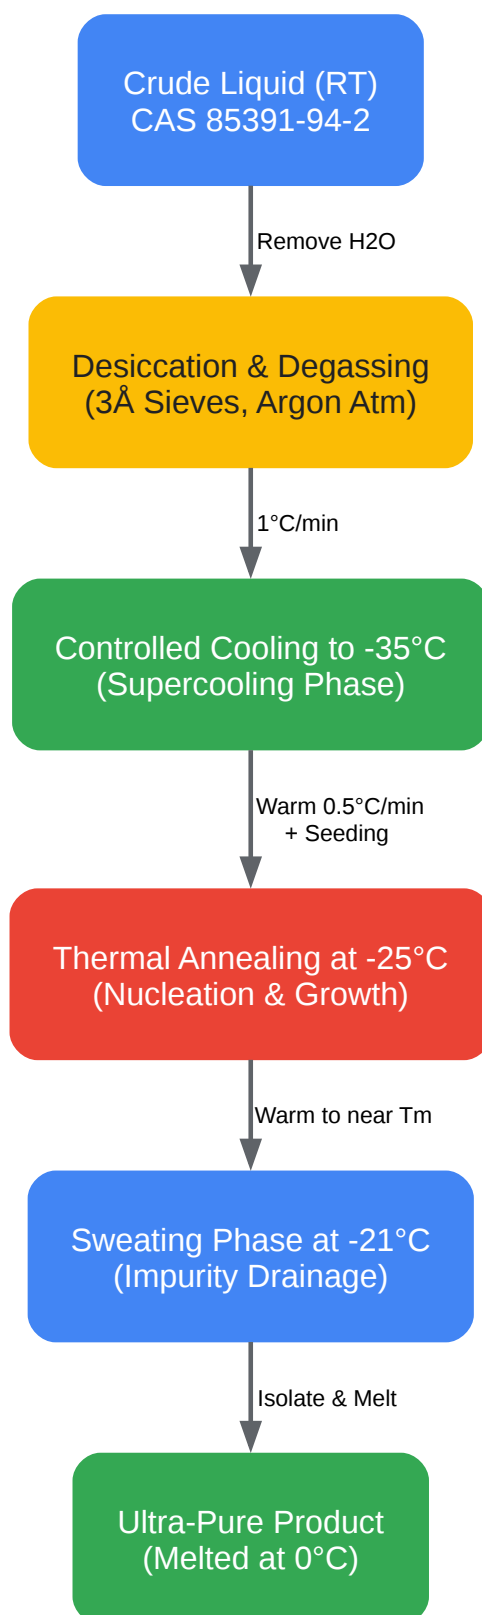 Crude Liquid (RT)
CAS 85391-94-2
Remove H2O
Desiccation & Degassing
(3Å Sieves, Argon Atm)
1°C/min
Controlled Cooling to -35°C
(Supercooling Phase)
Warm 0.5°C/min
+ Seeding
Thermal Annealing at -25°C
(Nucleation & Growth)
Warm to near Tm
Sweating Phase at -21°C
(Impurity Drainage)
Isolate & Melt
Ultra-Pure Product
(Melted at 0°C)